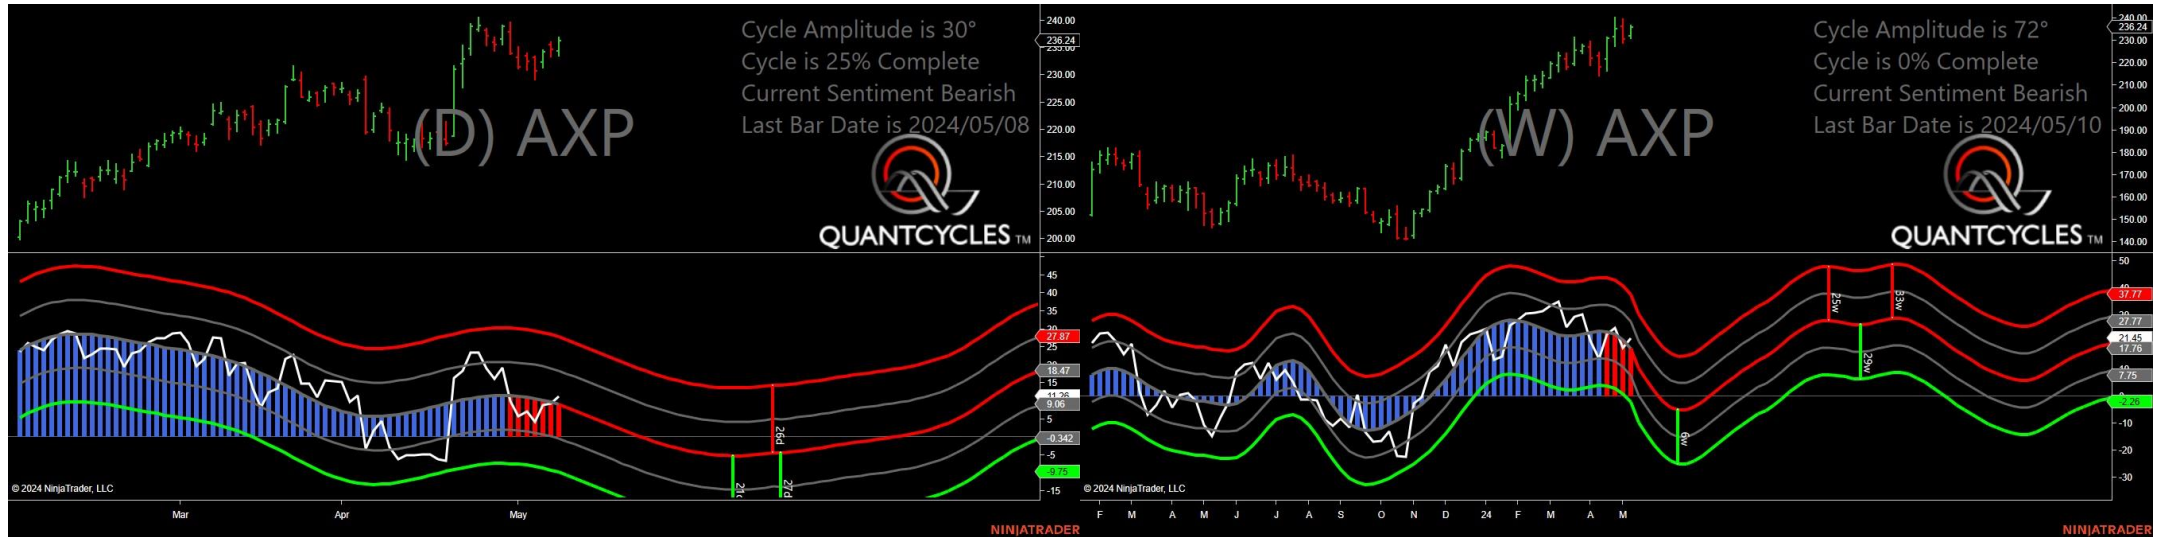 Cycle Amplitude is 30°
Cycle is 25% Complete
Current Sentiment Bearish
Last Bar Date is 2024/05/08
(D) AXP
QUANTCYCLES TM
240.00
236.24
235.00
230.00
225.00
220.00
215.00
210.00
205.00
200.00
45
40
35
30
27.87
25
18.47
15
11.26
9.06
5
-0.342
-5
-9.75
-15
26d
27d
© 2024 NinjaTrader, LLC
Mar
Apr
May
NINJATRADER
Cycle Amplitude is 72°
Cycle is 0% Complete
Current Sentiment Bearish
Last Bar Date is 2024/05/10
(W) AXP
QUANTCYCLES TM
240.00
236.24
230.00
220.00
210.00
200.00
190.00
180.00
170.00
160.00
150.00
140.00
50
40
37.77
27.77
21.45
17.76
7.75
-2.26
-10
-20
-30
25w
33w
29w
6w
© 2024 NinjaTrader, LLC
F M A M J J A S O N D 24 F M A M
NINJATRADER